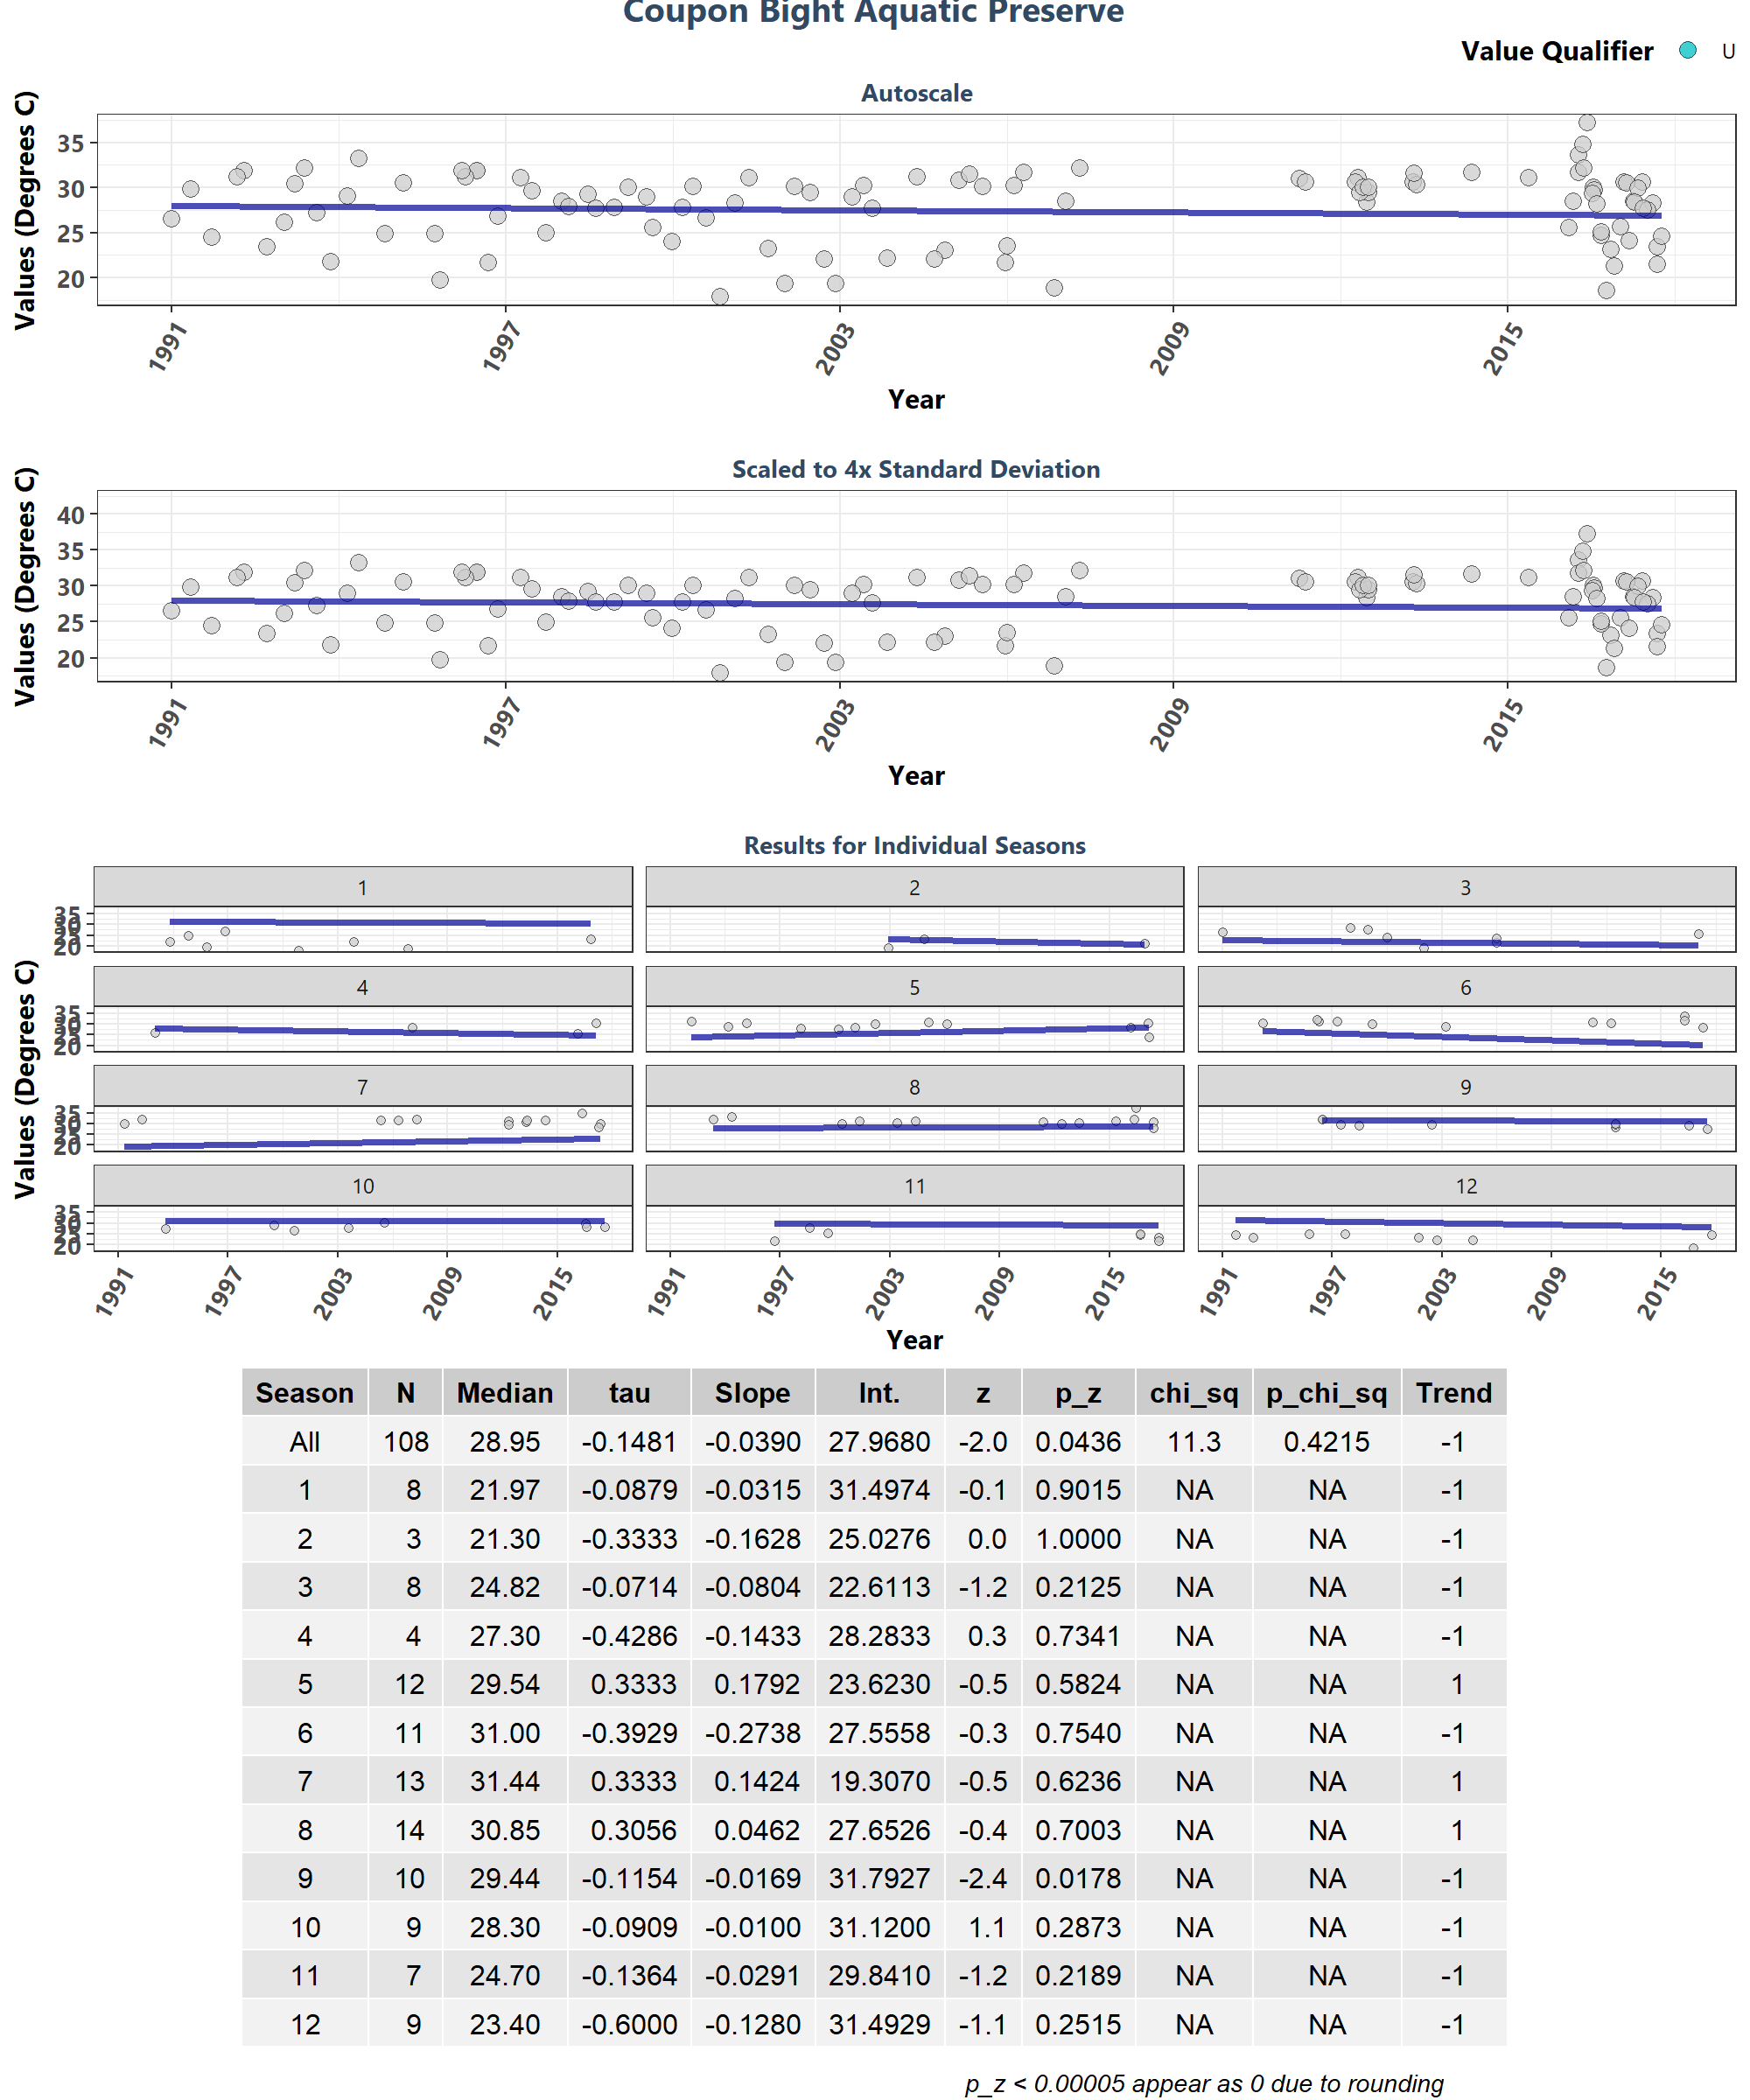 Coupon Bight Aquatic Preserve
Value Qualifier U
Autoscale
Values (Degrees C)
35
30
25
20
1991 1997 2003 2009 2015
Year
Scaled to 4x Standard Deviation
Values (Degrees C)
40
35
30
25
20
1991 1997 2003 2009 2015
Year
Results for Individual Seasons
Values (Degrees C)
1 2 3
35
30
25
20
4 5 6
35
30
25
20
7 8 9
35
30
25
20
10 11 12
35
30
25
20
1991 1997 2003 2009 2015 1991 1997 2003 2009 2015 1991 1997 2003 2009 2015
Year
Season N Median tau Slope Int. z p_z chi_sq p_chi_sq Trend
All 108 28.95 -0.1481 -0.0390 27.9680 -2.0 0.0436 11.3 0.4215 -1
1 8 21.97 -0.0879 -0.0315 31.4974 -0.1 0.9015 NA NA -1
2 3 21.30 -0.3333 -0.1628 25.0276 0.0 1.0000 NA NA -1
3 8 24.82 -0.0714 -0.0804 22.6113 -1.2 0.2125 NA NA -1
4 4 27.30 -0.4286 -0.1433 28.2833 0.3 0.7341 NA NA -1
5 12 29.54 0.3333 0.1792 23.6230 -0.5 0.5824 NA NA 1
6 11 31.00 -0.3929 -0.2738 27.5558 -0.3 0.7540 NA NA -1
7 13 31.44 0.3333 0.1424 19.3070 -0.5 0.6236 NA NA 1
8 14 30.85 0.3056 0.0462 27.6526 -0.4 0.7003 NA NA 1
9 10 29.44 -0.1154 -0.0169 31.7927 -2.4 0.0178 NA NA -1
10 9 28.30 -0.0909 -0.0100 31.1200 1.1 0.2873 NA NA -1
11 7 24.70 -0.1364 -0.0291 29.8410 -1.2 0.2189 NA NA -1
12 9 23.40 -0.6000 -0.1280 31.4929 -1.1 0.2515 NA NA -1
p_z < 0.00005 appear as 0 due to rounding